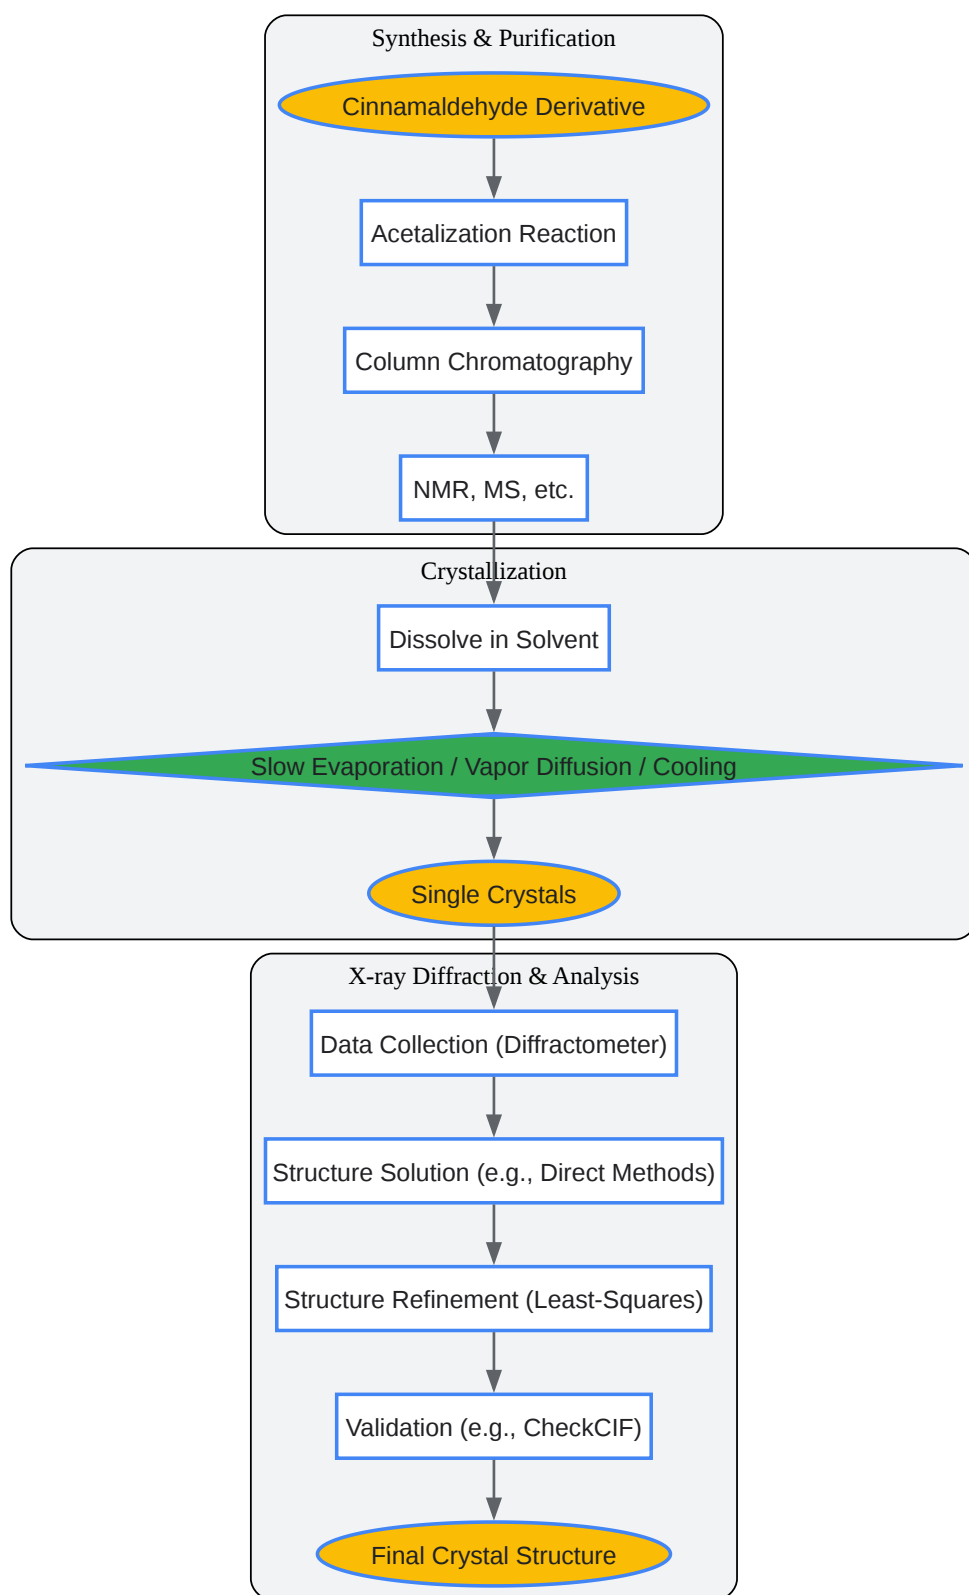 Synthesis & Purification
Cinnamaldehyde Derivative
Acetalization Reaction
Column Chromatography
NMR, MS, etc.
Crystallization
Dissolve in Solvent
Slow Evaporation / Vapor Diffusion / Cooling
Single Crystals
X-ray Diffraction & Analysis
Data Collection (Diffractometer)
Structure Solution (e.g., Direct Methods)
Structure Refinement (Least-Squares)
Validation (e.g., CheckCIF)
Final Crystal Structure